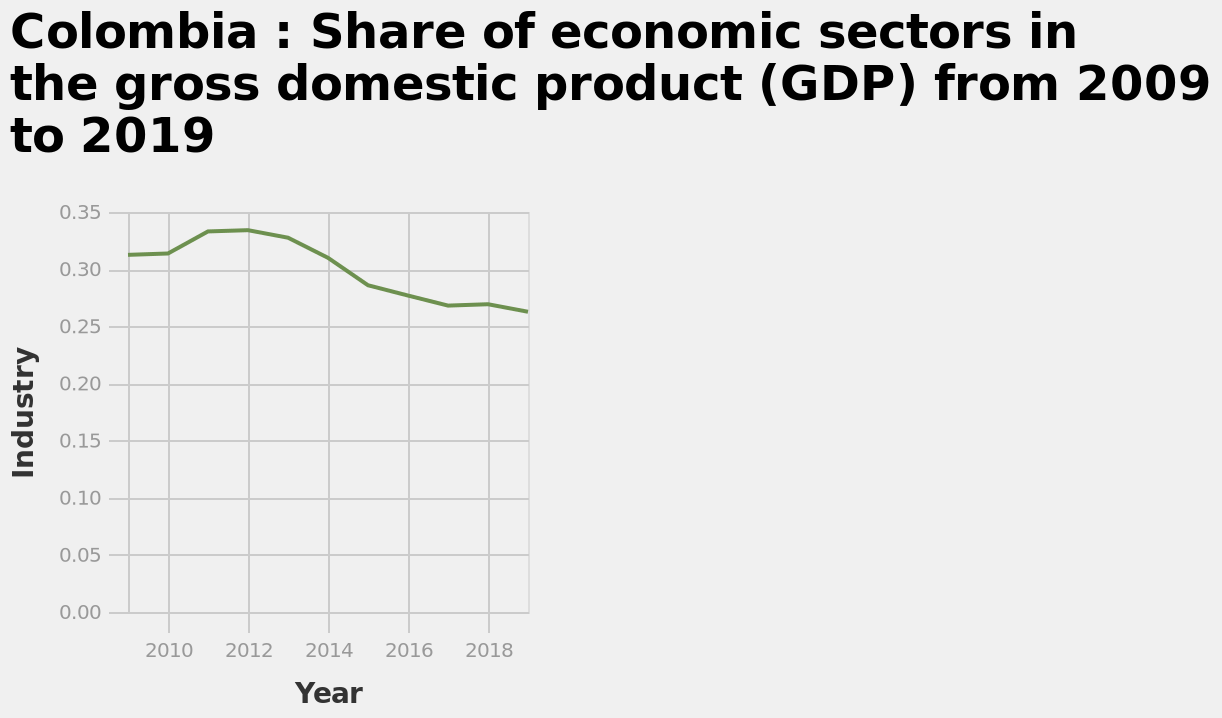 Colombia : Share of economic sectors in
the gross domestic product (GDP) from 2009
to 2019
0.35
0.30
0.25
0.20
0.15
0.10
0.05
0.00
Industry
2010 2012 2014 2016 2018
Year